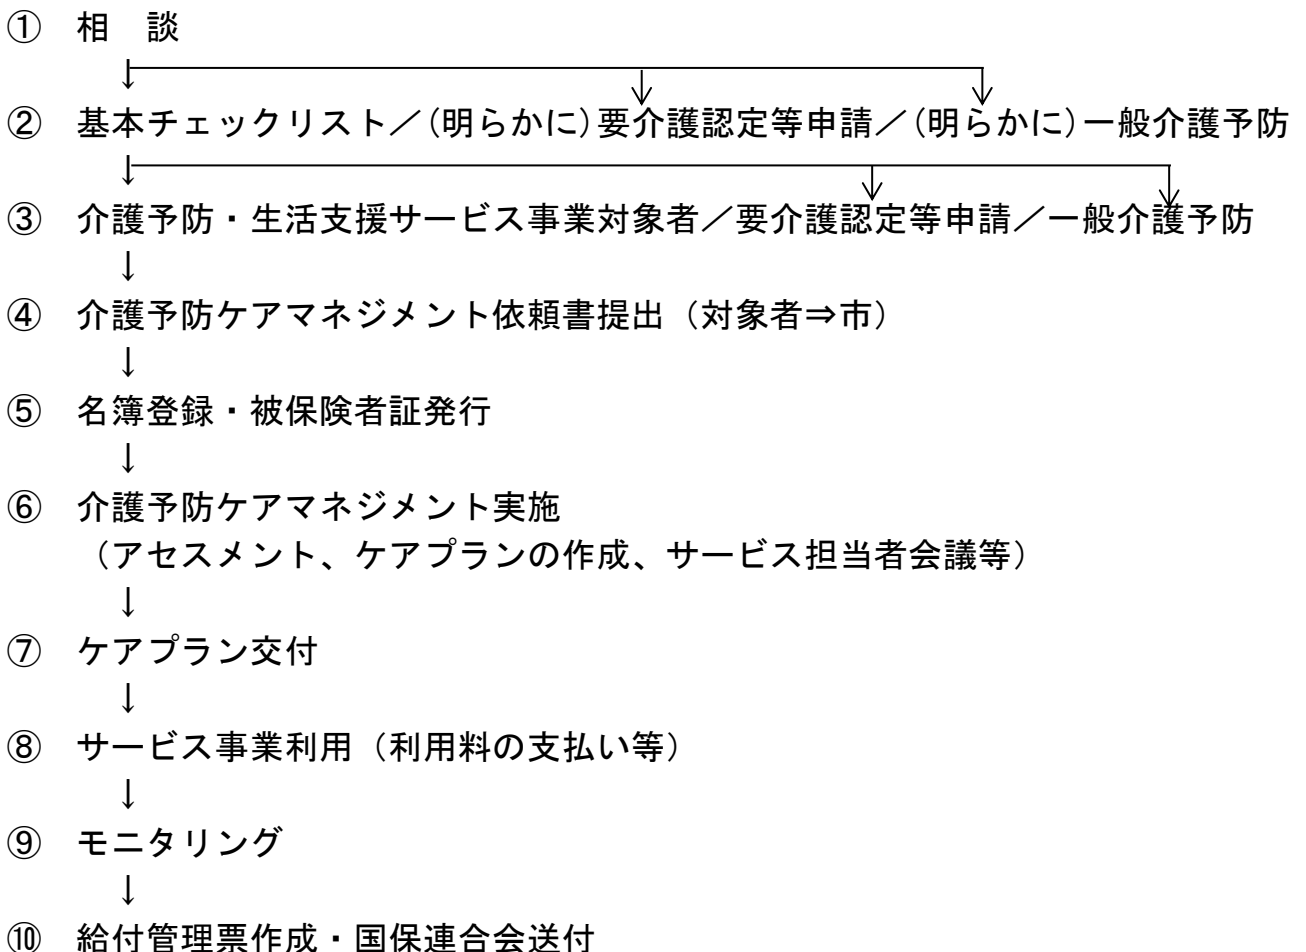 ① 相 談
↓
② 基本チェックリスト/(明らかに)要介護認定等申請/(明らかに)一般介護予防
↓
③ 介護予防・生活支援サービス事業対象者/要介護認定等申請/一般介護予防
↓
④ 介護予防ケアマネジメント依頼書提出(対象者⇒市)
↓
⑤ 名簿登録・被保険者証発行
↓
⑥ 介護予防ケアマネジメント実施
(アセスメント、ケアプランの作成、サービス担当者会議等)
↓
⑦ ケアプラン交付
↓
⑧ サービス事業利用(利用料の支払い等)
↓
⑨ モニタリング
↓
⑩ 給付管理票作成・国保連合会送付